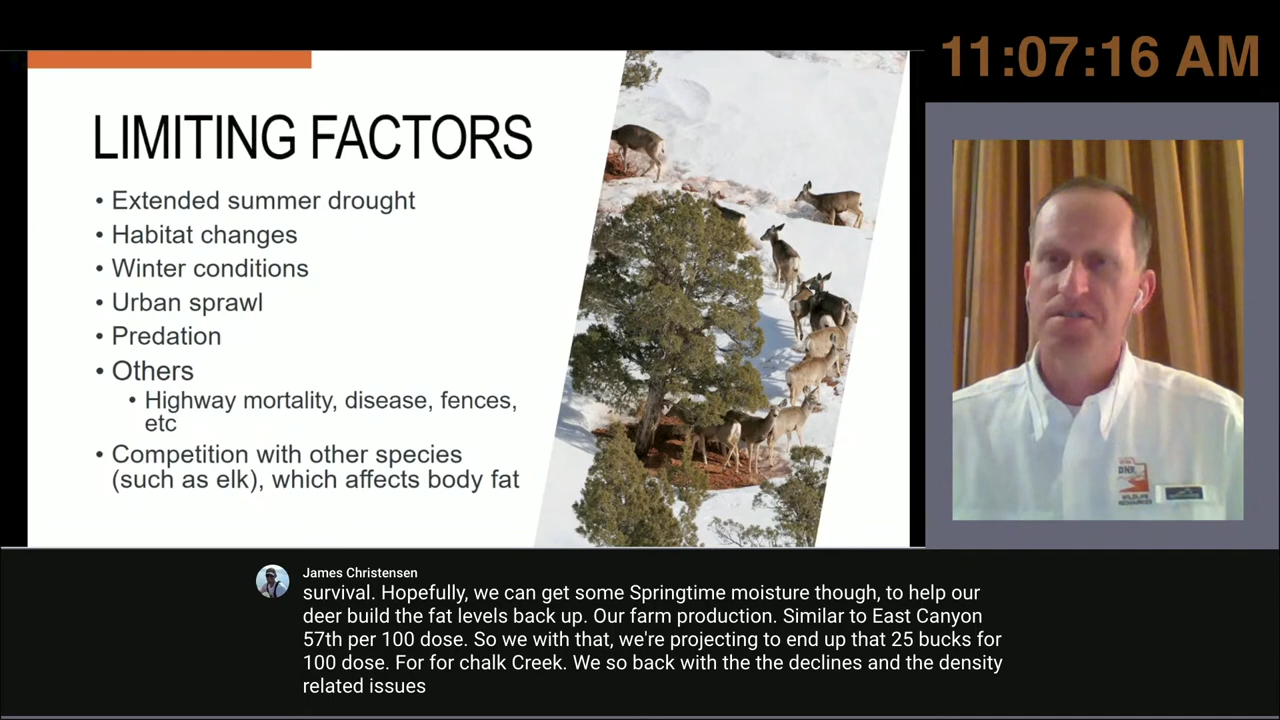 11:07:16 AM
LIMITING FACTORS
• Extended summer drought
• Habitat changes
• Winter conditions
• Urban sprawl
• Predation
• Others
• Highway mortality, disease, fences,
etc
• Competition with other species
(such as elk), which affects body fat
DNR
WILDLIFE
RESOURCES
James Christensen
survival. Hopefully, we can get some Springtime moisture though, to help our
deer build the fat levels back up. Our farm production. Similar to East Canyon
57th per 100 dose. So we with that, we're projecting to end up that 25 bucks for
100 dose. For for chalk Creek. We so back with the the declines and the density
related issues